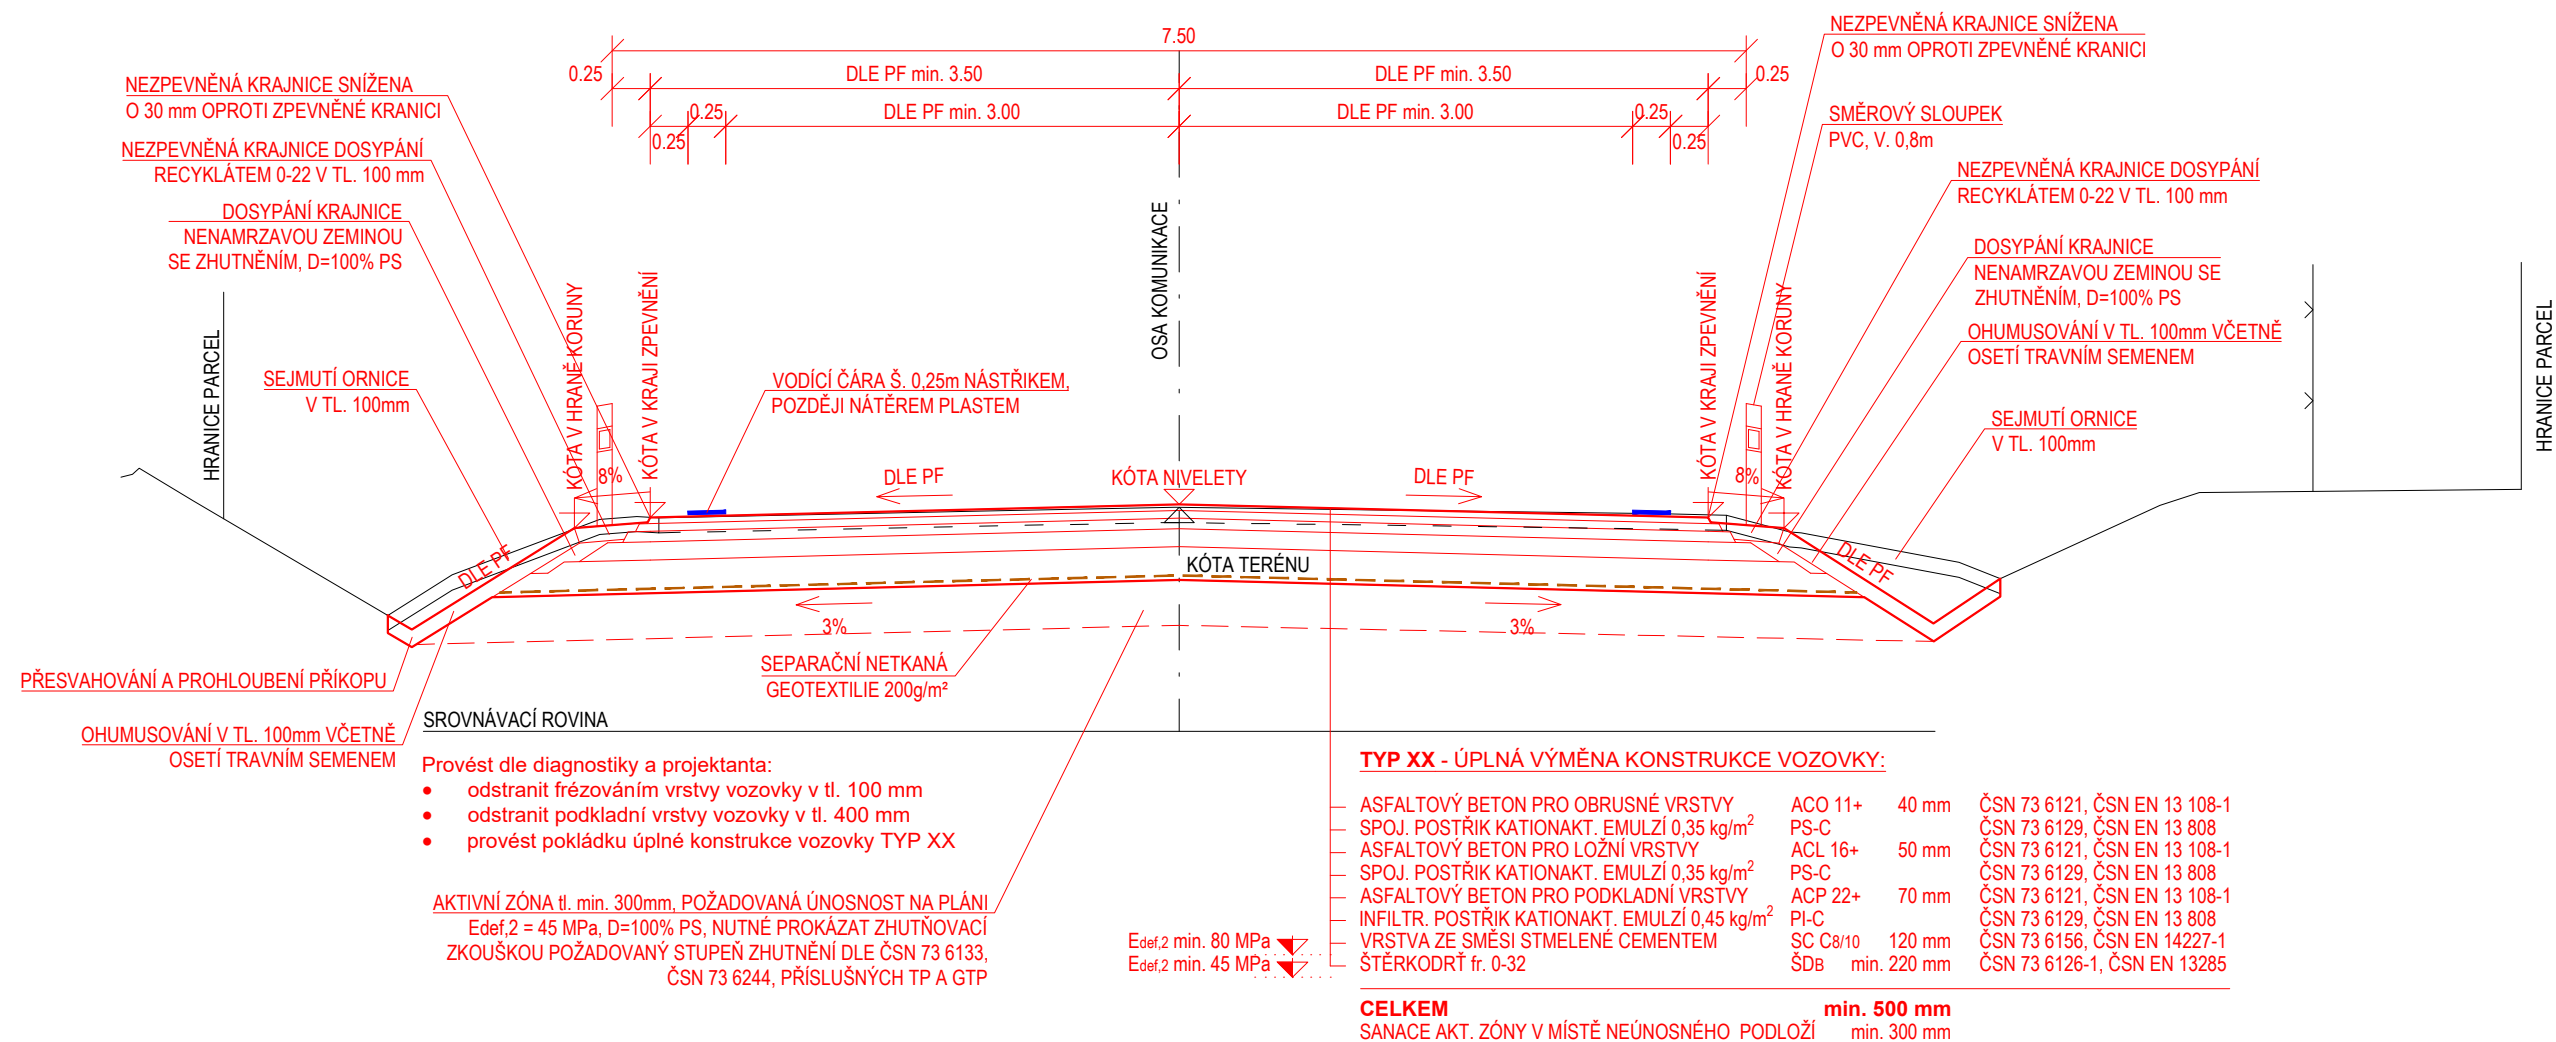 7.50
0.25
DLE PF min. 3.50
DLE PF min. 3.50
0.25
0.25
DLE PF min. 3.00
DLE PF min. 3.00
0.25
0.25
0.25
NEZPEVNĚNÁ KRAJNICE SNÍŽENA
O 30 mm OPROTI ZPEVNĚNÉ KRANICI
NEZPEVNĚNÁ KRAJNICE DOSYPÁNÍ
RECYKLÁTEM 0-22 V TL. 100 mm
DOSYPÁNÍ KRAJNICE
NENAMRZAVOU ZEMINOU
SE ZHUTNĚNÍM, D=100% PS
HRANICE PARCEL
SEJMUTÍ ORNICE
V TL. 100mm
KÓTA V HRANĚ KORUNY
KÓTA V KRAJI ZPEVNĚNÍ
8%
VODÍCÍ ČÁRA Š. 0,25m NÁSTŘIKEM,
POZDĚJI NÁTĚREM PLASTEM
OSA KOMUNIKACE
DLE PF
KÓTA NIVELETY
DLE PF
NEZPEVNĚNÁ KRAJNICE SNÍŽENA
O 30 mm OPROTI ZPEVNĚNÉ KRANICI
SMĚROVÝ SLOUPEK
PVC, V. 0,8m
NEZPEVNĚNÁ KRAJNICE DOSYPÁNÍ
RECYKLÁTEM 0-22 V TL. 100 mm
DOSYPÁNÍ KRAJNICE
NENAMRZAVOU ZEMINOU SE
ZHUTNĚNÍM, D=100% PS
OHUMUSOVÁNÍ V TL. 100mm VČETNĚ
OSETÍ TRAVNÍM SEMENEM
SEJMUTÍ ORNICE
V TL. 100mm
KÓTA V KRAJI ZPEVNĚNÍ
KÓTA V HRANĚ KORUNY
8%
HRANICE PARCEL
DLE PF
DLE PF
KÓTA TERÉNU
3%
3%
PŘESVAHOVÁNÍ A PROHLOUBENÍ PŘÍKOPU
SEPARAČNÍ NETKANÁ
GEOTEXTILIE 200g/m²
SROVNÁVACÍ ROVINA
OHUMUSOVÁNÍ V TL. 100mm VČETNĚ
OSETÍ TRAVNÍM SEMENEM
Provést dle diagnostiky a projektanta:
• odstranit frézováním vrstvy vozovky v tl. 100 mm
• odstranit podkladní vrstvy vozovky v tl. 400 mm
• provést pokládku úplné konstrukce vozovky TYP XX
AKTIVNÍ ZÓNA tl. min. 300mm, POŽADOVANÁ ÚNOSNOST NA PLÁNI
Edef,2 = 45 MPa, D=100% PS, NUTNÉ PROKÁZAT ZHUTŇOVACÍ
ZKOUŠKOU POŽADOVANÝ STUPEŇ ZHUTNĚNÍ DLE ČSN 73 6133,
ČSN 73 6244, PŘÍSLUŠNÝCH TP A GTP
TYP XX - ÚPLNÁ VÝMĚNA KONSTRUKCE VOZOVKY:
ASFALTOVÝ BETON PRO OBRUSNÉ VRSTVY ACO 11+ 40 mm ČSN 73 6121, ČSN EN 13 108-1
SPOJ. POSTŘIK KATIONAKT. EMULZÍ 0,35 kg/m² PS-C ČSN 73 6129, ČSN EN 13 808
ASFALTOVÝ BETON PRO LOŽNÍ VRSTVY ACL 16+ 50 mm ČSN 73 6121, ČSN EN 13 108-1
SPOJ. POSTŘIK KATIONAKT. EMULZÍ 0,35 kg/m² PS-C ČSN 73 6129, ČSN EN 13 808
ASFALTOVÝ BETON PRO PODKLADNÍ VRSTVY ACP 22+ 70 mm ČSN 73 6121, ČSN EN 13 108-1
INFILTR. POSTŘIK KATIONAKT. EMULZÍ 0,45 kg/m² PI-C ČSN 73 6129, ČSN EN 13 808
Edef,2 min. 80 MPa VRSTVA ZE SMĚSI STMELENÉ CEMENTEM SC C8/10 120 mm ČSN 73 6156, ČSN EN 14227-1
Edef,2 min. 45 MPa ŠTĚRKODRŤ fr. 0-32 ŠDB min. 220 mm ČSN 73 6126-1, ČSN EN 13285
CELKEM min. 500 mm
SANACE AKT. ZÓNY V MÍSTĚ NEÚNOSNÉHO PODLOŽÍ min. 300 mm